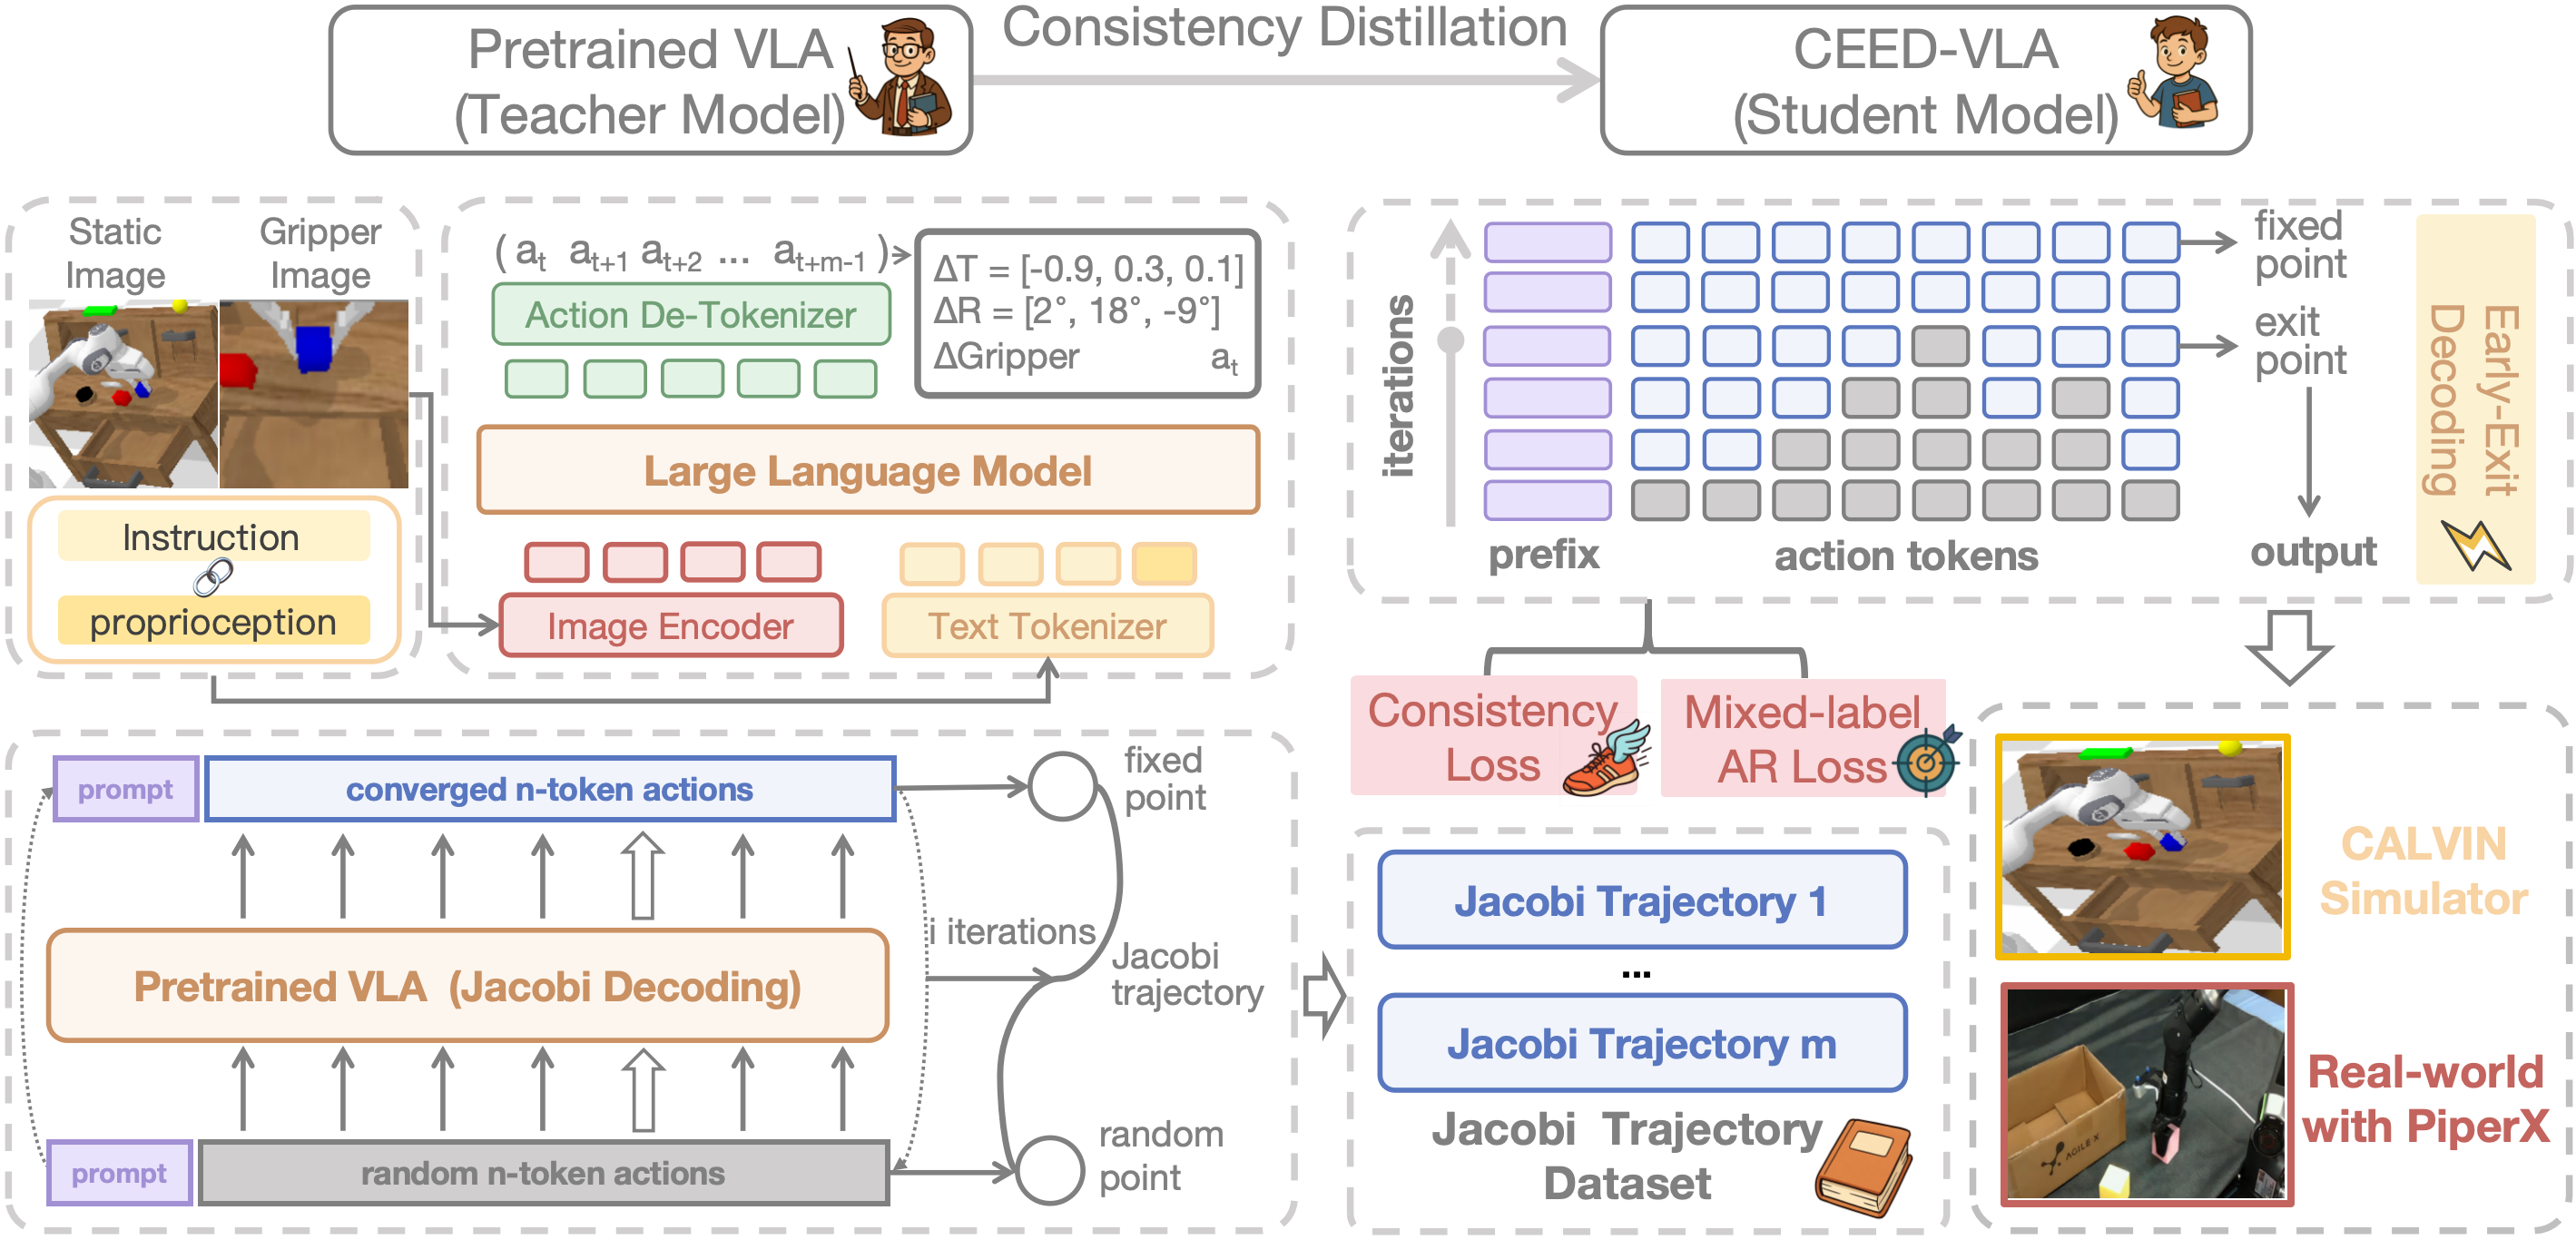 Pretrained VLA
(Teacher Model)
Consistency Distillation
CEED-VLA
(Student Model)
Static
Image
Gripper
Image
Instruction
proprioception
( a_t a_{t+1} a_{t+2} ... a_{t+m-1} )
Action De-Tokenizer
ΔT = [-0.9, 0.3, 0.1]
ΔR = [2°, 18°, -9°]
ΔGripper a_t
Large Language Model
Image Encoder
Text Tokenizer
iterations
prefix
action tokens
fixed
point
exit
point
output
Early-Exit
Decoding
Consistency
Loss
Mixed-label
AR Loss
prompt
converged n-token actions
Pretrained VLA (Jacobi Decoding)
prompt
random n-token actions
fixed
point
i iterations
Jacobi
trajectory
random
point
Jacobi Trajectory 1
...
Jacobi Trajectory m
Jacobi Trajectory
Dataset
CALVIN
Simulator
AGILE X
Real-world
with PiperX